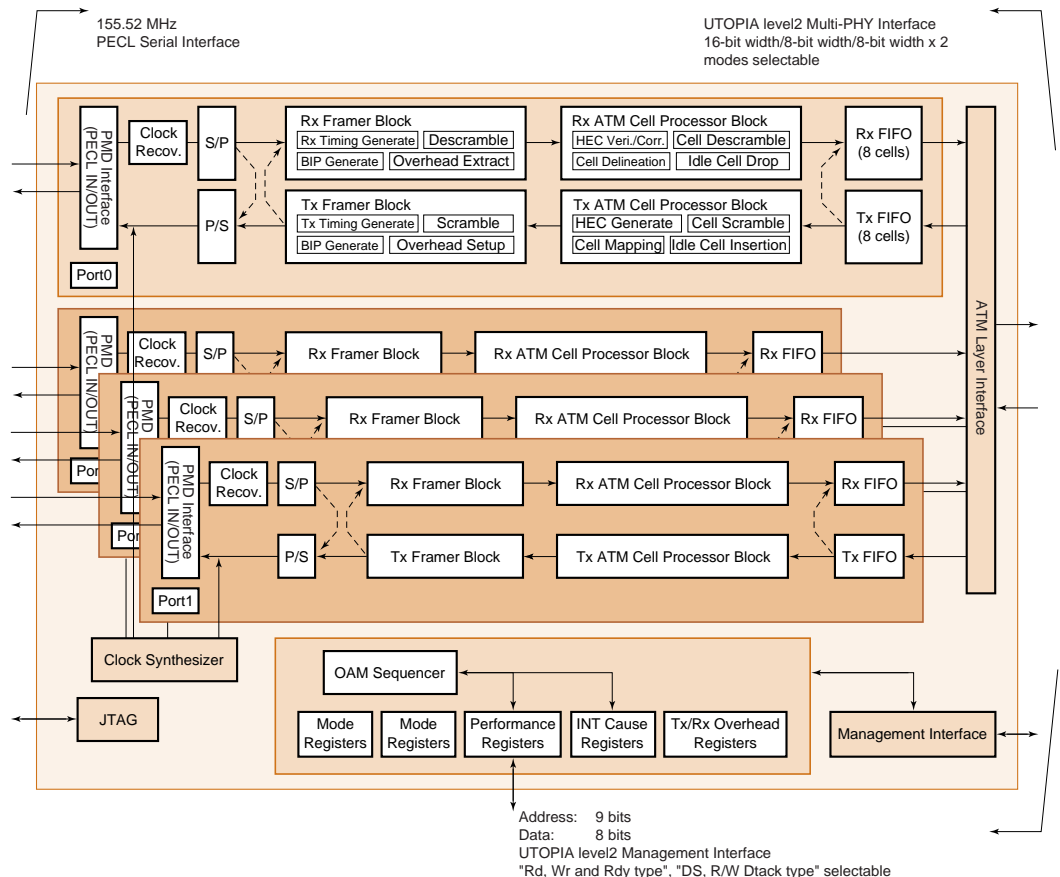 155.52 MHz
PECL Serial Interface
UTOPIA level2 Multi-PHY Interface
16-bit width/8-bit width/8-bit width x 2
modes selectable
PMD Interface
(PECL IN/OUT)
Clock
Recov.
S/P
Rx Framer Block
Rx Timing Generate
Descramble
BIP Generate
Overhead Extract
Rx ATM Cell Processor Block
HEC Veri./Corr.
Cell Descramble
Cell Delineation
Idle Cell Drop
Rx FIFO
(8 cells)
P/S
Tx Framer Block
Tx Timing Generate
Scramble
BIP Generate
Overhead Setup
Tx ATM Cell Processor Block
HEC Generate
Cell Scramble
Cell Mapping
Idle Cell Insertion
Tx FIFO
(8 cells)
Port0
ATM Layer Interface
PMD
(PECL IN/OUT)
Clock
Recov.
S/P
Rx Framer Block
Rx ATM Cell Processor Block
Rx FIFO
PMD
(PECL IN/OUT)
Clock
Recov.
S/P
Rx Framer Block
Rx ATM Cell Processor Block
Rx FIFO
PMD Interface
(PECL IN/OUT)
Clock
Recov.
S/P
Rx Framer Block
Rx ATM Cell Processor Block
Rx FIFO
P/S
Tx Framer Block
Tx ATM Cell Processor Block
Tx FIFO
Port1
Clock Synthesizer
JTAG
OAM Sequencer
Mode
Registers
Mode
Registers
Performance
Registers
INT Cause
Registers
Tx/Rx Overhead
Registers
Management Interface
Address: 9 bits
Data: 8 bits
UTOPIA level2 Management Interface
"Rd, Wr and Rdy type", "DS, R/W Dtack type" selectable